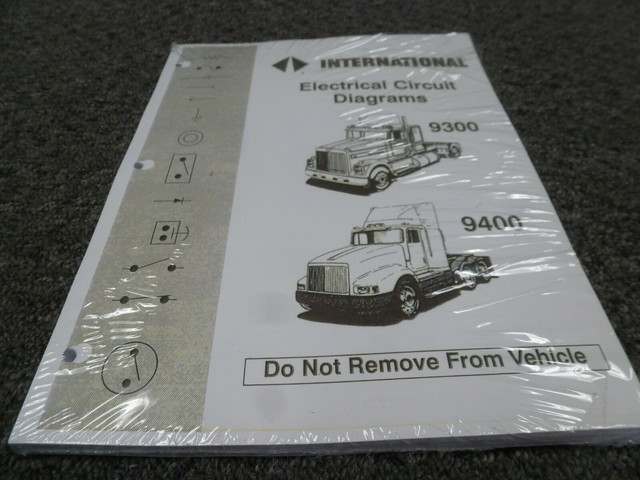 INTERNATIONAL
Electrical Circuit
Diagrams
9300
9400
Do Not Remove From Vehicle